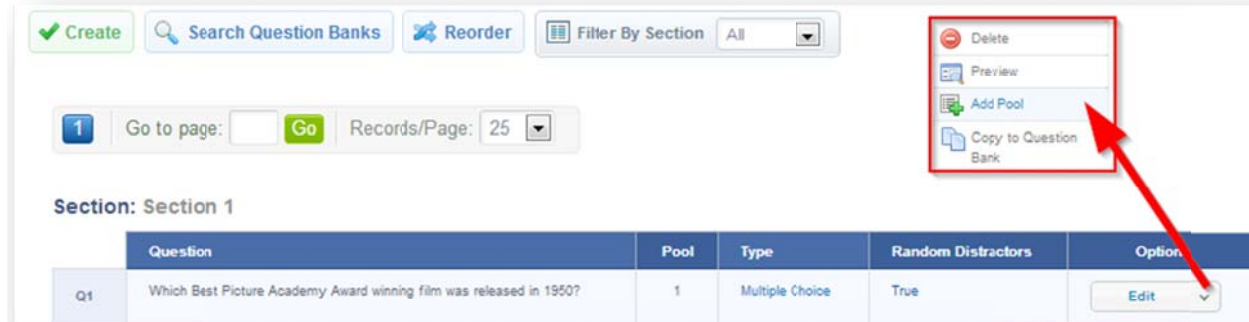 Create Search Question Banks Reorder Filter By Section All
Delete
Preview
Add Pool
Copy to Question
Bank
1 Go to page: Go Records/Page: 25
Section: Section 1
Question Pool Type Random Distractors Option
Q1 Which Best Picture Academy Award winning film was released in 1950? 1 Multiple Choice True Edit